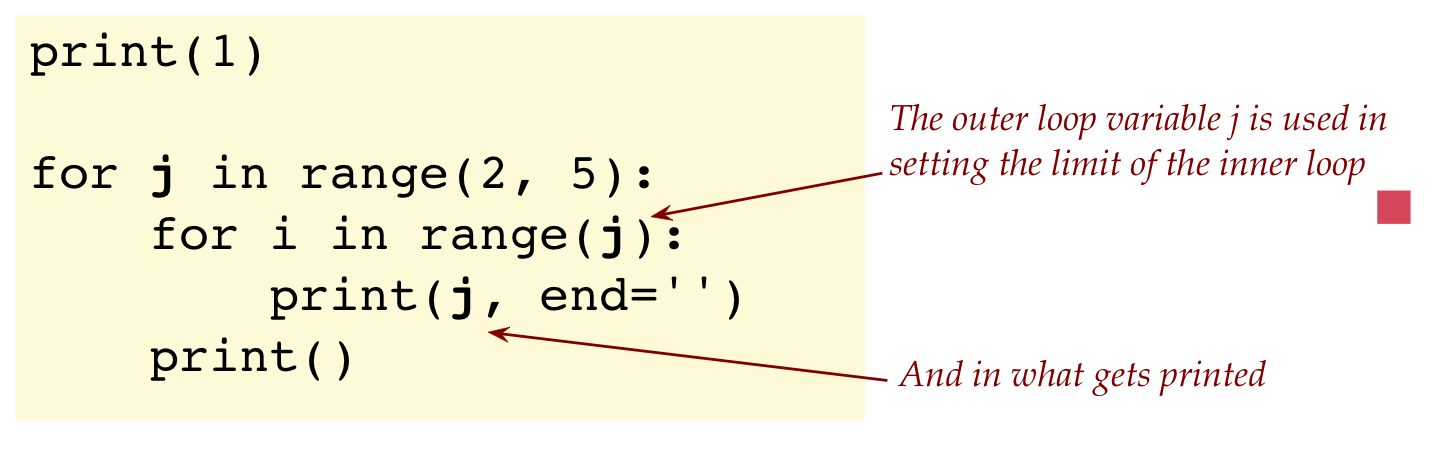 print(1)
for j in range(2, 5):
    for i in range(j):
        print(j, end='')
    print()
The outer loop variable j is used in
setting the limit of the inner loop
And in what gets printed